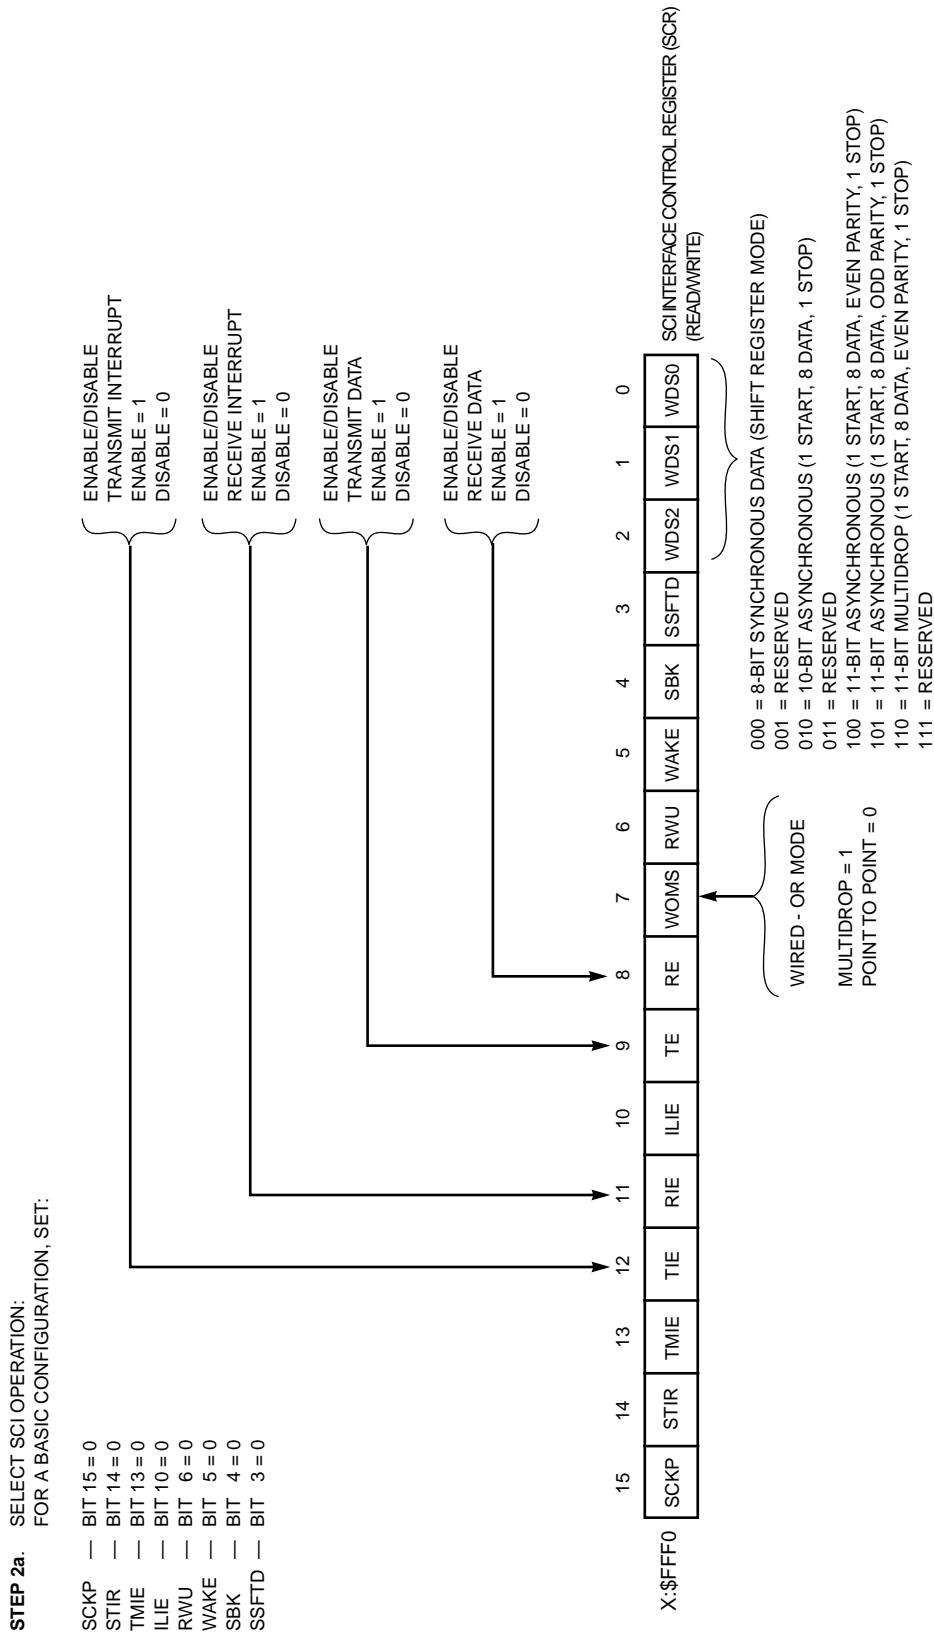 STEP 2a. SELECT SCI OPERATION:
FOR A BASIC CONFIGURATION, SET:
SCKP — BIT 15 = 0
STIR — BIT 14 = 0
TMIE — BIT 13 = 0
ILIE — BIT 10 = 0
RWU — BIT 6 = 0
WAKE — BIT 5 = 0
SBK — BIT 4 = 0
SSFTD — BIT 3 = 0
ENABLE/DISABLE
TRANSMIT INTERRUPT
ENABLE = 1
DISABLE = 0
ENABLE/DISABLE
RECEIVE INTERRUPT
ENABLE = 1
DISABLE = 0
ENABLE/DISABLE
TRANSMIT DATA
ENABLE = 1
DISABLE = 0
ENABLE/DISABLE
RECEIVE DATA
ENABLE = 1
DISABLE = 0
15 14 13 12 11 10 9 8 7 6 5 4 3 2 1 0
X:$FFF0 SCKP STIR TMIE TIE RIE ILIE TE RE WOMS RWU WAKE SBK SSFTD WDS2 WDS1 WDS0
SCI INTERFACE CONTROL REGISTER (SCR)
(READ/WRITE)
WIRED - OR MODE
MULTIDROP = 1
POINT TO POINT = 0
000 = 8-BIT SYNCHRONOUS DATA (SHIFT REGISTER MODE)
001 = RESERVED
010 = 10-BIT ASYNCHRONOUS (1 START, 8 DATA, 1 STOP)
011 = RESERVED
100 = 11-BIT ASYNCHRONOUS (1 START, 8 DATA, EVEN PARITY, 1 STOP)
101 = 11-BIT ASYNCHRONOUS (1 START, 8 DATA, ODD PARITY, 1 STOP)
110 = 11-BIT MULTIDROP (1 START, 8 DATA, EVEN PARITY, 1 STOP)
111 = RESERVED